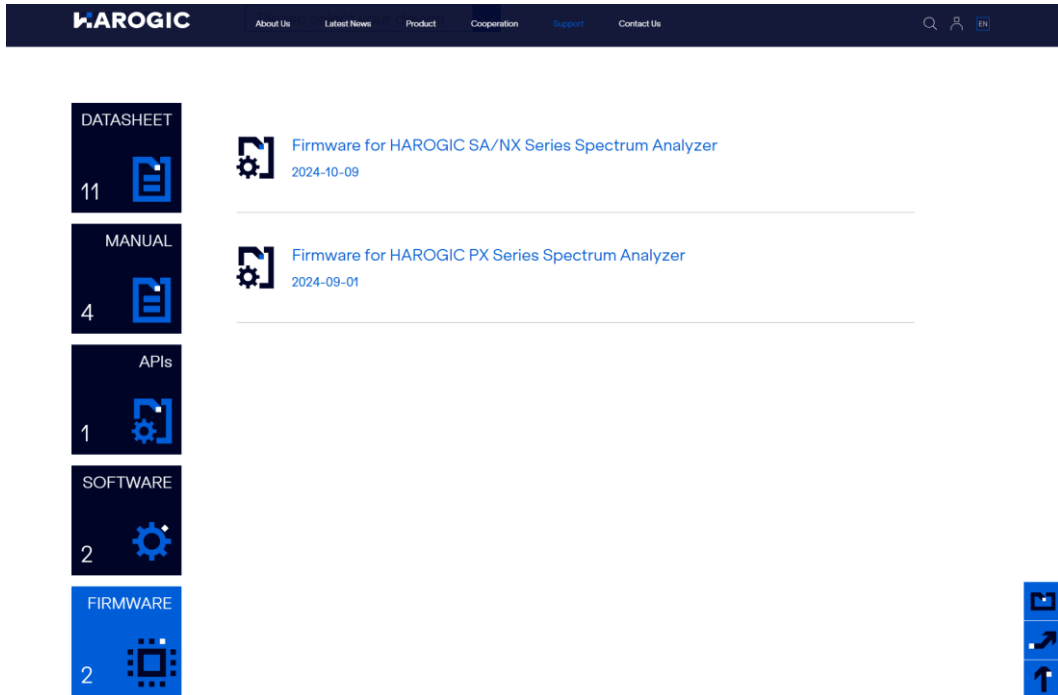 HAROGIC
About Us Latest News Product Cooperation Support Contact Us EN
DATASHEET
11
MANUAL
4
APIs
1
SOFTWARE
2
FIRMWARE
2
Firmware for HAROGIC SA/NX Series Spectrum Analyzer
2024-10-09
Firmware for HAROGIC PX Series Spectrum Analyzer
2024-09-01